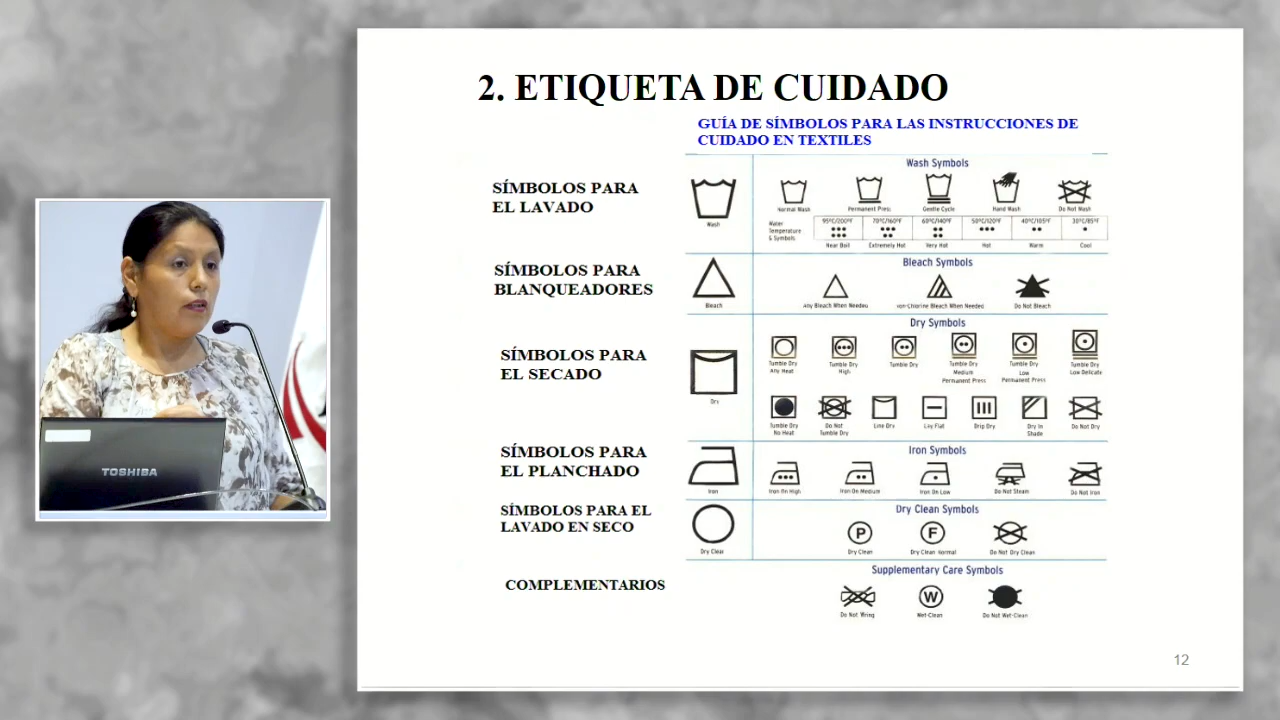 2. ETIQUETA DE CUIDADO
GUÍA DE SÍMBOLOS PARA LAS INSTRUCCIONES DE
CUIDADO EN TEXTILES
SÍMBOLOS PARA
EL LAVADO
Wash
Wash Symbols
Normal Wash
Permanent Press
Gentle Cycle
Hand Wash
Do Not Wash
Water
Temperature
& Symbols
95°C/200°F
70°C/160°F
60°C/140°F
50°C/120°F
40°C/105°F
30°C/85°F
Near Boil
Extremely Hot
Very Hot
Hot
Warm
Cool
SÍMBOLOS PARA
BLANQUEADORES
Bleach
Bleach Symbols
Any Bleach When Needed
on-Chlorine Bleach When Needed
Do Not Bleach
SÍMBOLOS PARA
EL SECADO
Dry
Dry Symbols
Tumble Dry
Any Heat
Tumble Dry
High
Tumble Dry
Tumble Dry
Medium
Permanent Press
Tumble Dry
Low
Permanent Press
Tumble Dry
Low Delicate
Tumble Dry
No Heat
Do Not
Tumble Dry
Line Dry
Lay Flat
Drip Dry
Dry In
Shade
Do Not Dry
SÍMBOLOS PARA
EL PLANCHADO
Iron
Iron Symbols
Iron On High
Iron On Medium
Iron On Low
Do Not Steam
Do Not Iron
SÍMBOLOS PARA EL
LAVADO EN SECO
Dry Clean
Dry Clean Symbols
P
F
Dry Clean
Dry Clean Normal
Do Not Dry Clean
COMPLEMENTARIOS
Supplementary Care Symbols
W
Do Not Wring
Wet-Clean
Do Not Wet-Clean
TOSHIBA
12